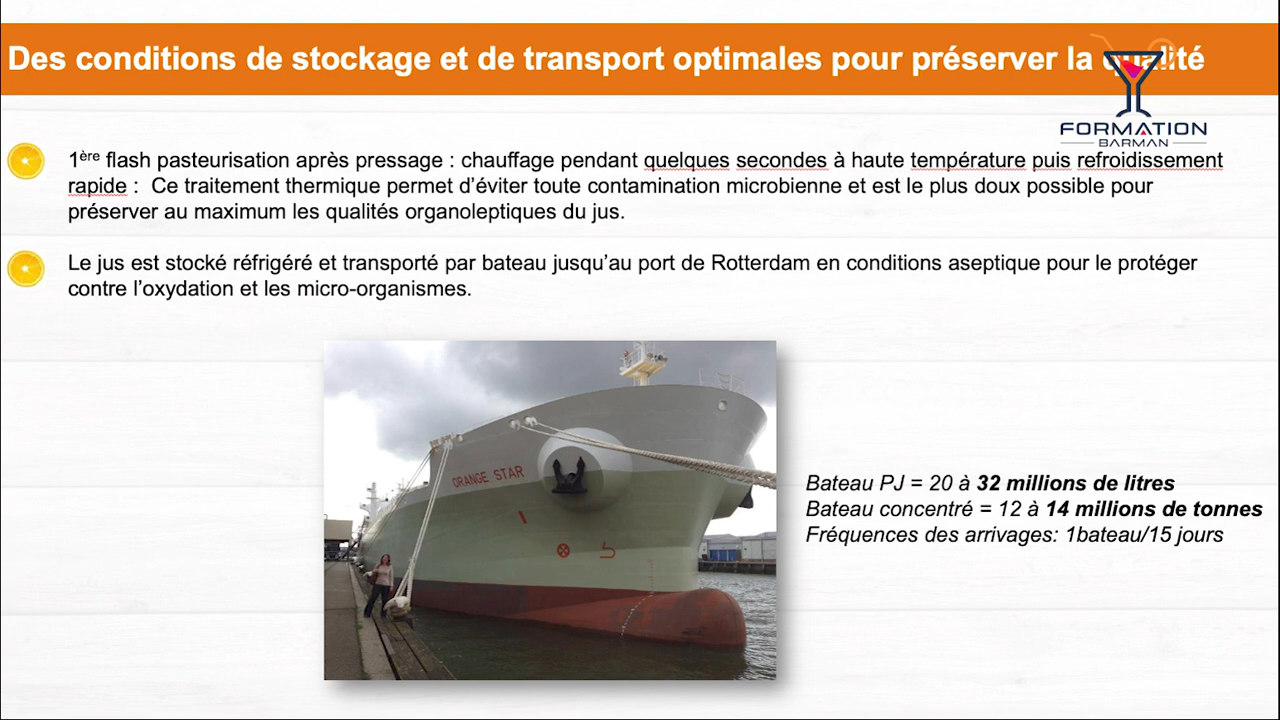 Des conditions de stockage et de transport optimales pour préserver la qualité
FORMATION
BARMAN
1ère flash pasteurisation après pressage : chauffage pendant quelques secondes à haute température puis refroidissement
rapide : Ce traitement thermique permet d’éviter toute contamination microbienne et est le plus doux possible pour
préserver au maximum les qualités organoleptiques du jus.
Le jus est stocké réfrigéré et transporté par bateau jusqu’au port de Rotterdam en conditions aseptique pour le protéger
contre l’oxydation et les micro-organismes.
ORANGE STAR
Bateau PJ = 20 à 32 millions de litres
Bateau concentré = 12 à 14 millions de tonnes
Fréquences des arrivages: 1bateau/15 jours